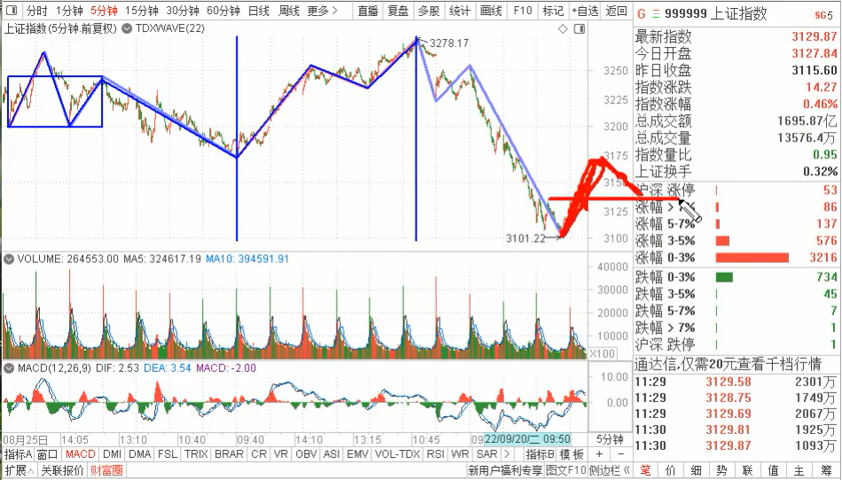 分时 1分钟 5分钟 15分钟 30分钟 60分钟 日线 周线 更多 > 直播 复盘 多股 统计 画线 F10 标记 +自选 返回
G 三 999999 上证指数 SG5
上证指数(5分钟.前复权) TDXWAVE(22)
3278.17
3250
3225
3200
3175
3150
3125
3100
3101.22
最新指数 3129.87
今日开盘 3127.84
昨日收盘 3115.60
指数涨跌 14.27
指数涨幅 0.46%
总成交额 1695.87亿
总成交量 13576.4万
指数量比 0.95
上证换手 0.32%
沪深 涨停 53
涨幅 > 7% 86
涨幅 5-7% 137
涨幅 3-5% 576
涨幅 0-3% 3216
跌幅 0-3% 734
跌幅 3-5% 45
跌幅 5-7% 7
跌幅 > 7% 1
沪深 跌停 1
通达信,仅需20元查看千档行情
11:29 3129.58 2301万
11:29 3128.75 1749万
11:29 3129.69 2067万
11:30 3129.81 1925万
11:30 3129.87 1093万
VOLUME: 264553.00 MA5: 324617.19 MA10: 394591.91
40000
30000
20000
10000
X100
MACD(12,26,9) DIF: 2.53 DEA: 3.54 MACD: -2.00
10.00
0.00
08月25日 14:05 13:10 10:40 09:40 14:10 13:15 10:45 09 22/09/20/二 09:50 5分钟
指标A 窗口 MACD DMI DMA FSL TRIX BRAR CR VR OBV ASI EMV VOL-TDX RSI WR SAR > 指标B 模板 + -
扩展∧ 关联报价 财富圈 新用户福利专享 图文F10 侧边栏《
笔 价 细 势 联 值 主 筹